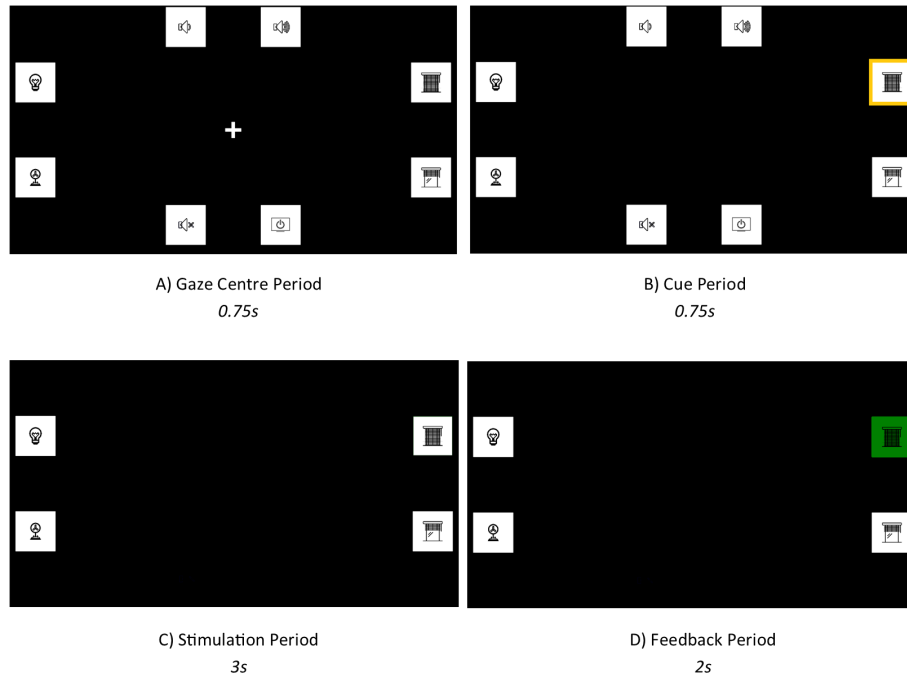 A) Gaze Centre Period
0.75s
B) Cue Period
0.75s
C) Stimulation Period
3s
D) Feedback Period
2s